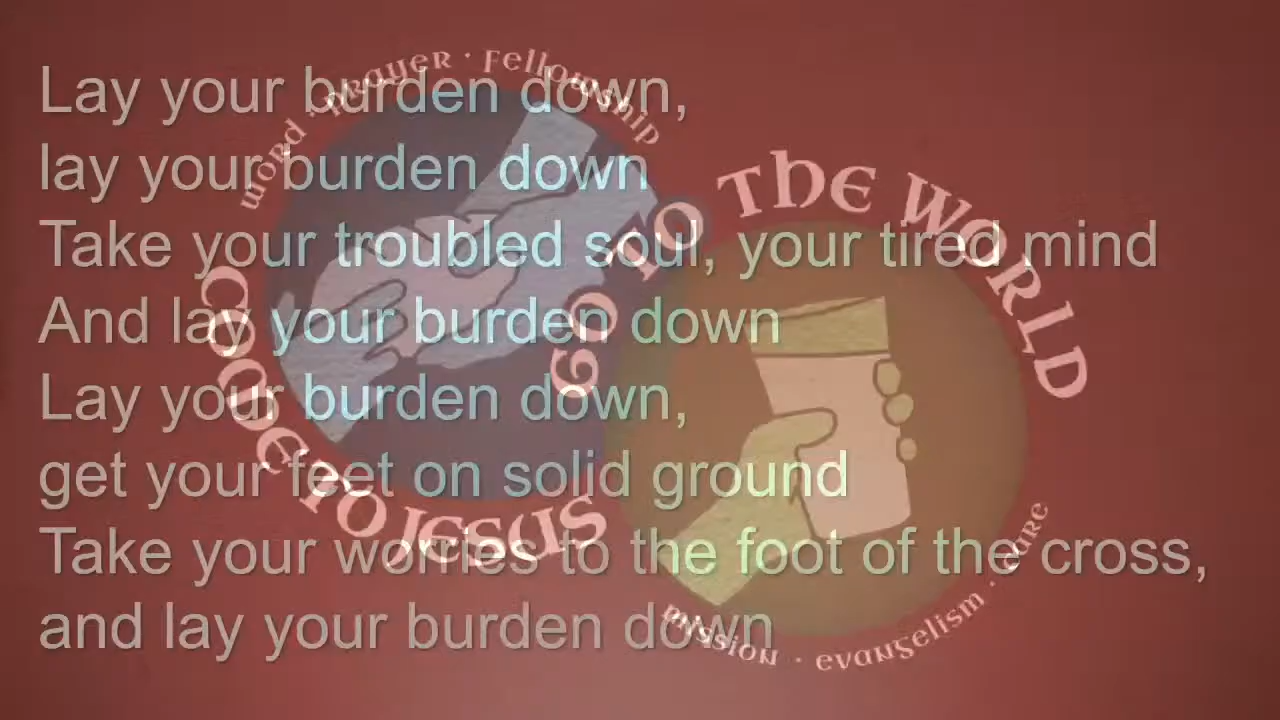 Lay your burden down,
lay your burden down
Take your troubled soul, your tired mind
And lay your burden down
Lay your burden down,
get your feet on solid ground
Take your worries to the foot of the cross,
and lay your burden down
word · prayer · fellowship
COME TO JESUS
GO TO THE WORLD
mission · evangelism · care